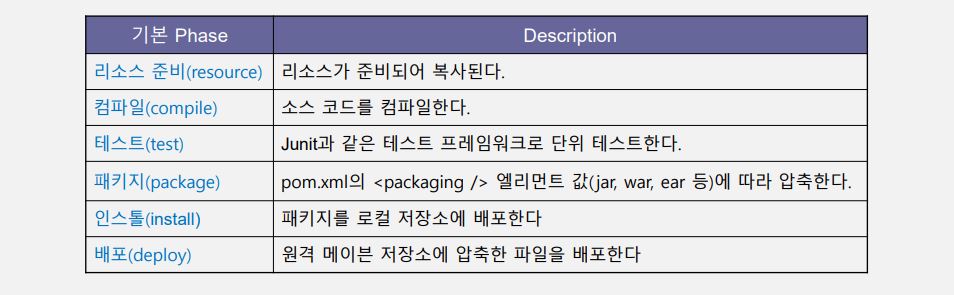 기본 Phase Description
리소스 준비(resource) 리소스가 준비되어 복사된다.
컴파일(compile) 소스 코드를 컴파일한다.
테스트(test) Junit과 같은 테스트 프레임워크로 단위 테스트한다.
패키지(package) pom.xml의 <packaging /> 엘리먼트 값(jar, war, ear 등)에 따라 압축한다.
인스톨(install) 패키지를 로컬 저장소에 배포한다
배포(deploy) 원격 메이븐 저장소에 압축한 파일을 배포한다